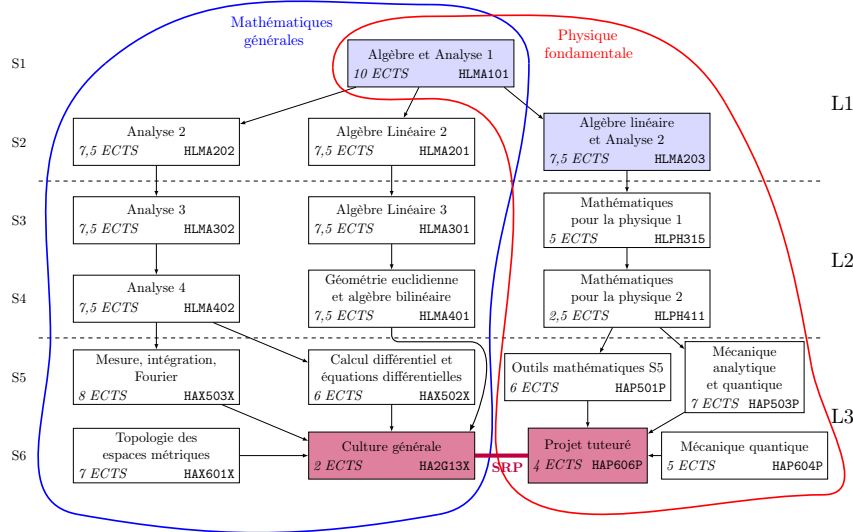 Mathématiques
générales
Physique
fondamentale
S1
Algèbre et Analyse 1
10 ECTS HLMA101
L1
S2
Analyse 2
7,5 ECTS HLMA202
Algèbre Linéaire 2
7,5 ECTS HLMA201
Algèbre linéaire
et Analyse 2
7,5 ECTS HLMA203
S3
Analyse 3
7,5 ECTS HLMA302
Algèbre Linéaire 3
7,5 ECTS HLMA301
Mathématiques
pour la physique 1
5 ECTS HLPH315
L2
S4
Analyse 4
7,5 ECTS HLMA402
Géométrie euclidienne
et algèbre bilinéaire
7,5 ECTS HLMA401
Mathématiques
pour la physique 2
2,5 ECTS HLPH411
S5
Mesure, intégration,
Fourier
8 ECTS HAX503X
Calcul différentiel et
équations différentielles
6 ECTS HAX502X
Outils mathématiques S5
6 ECTS HAP501P
Mécanique
analytique
et quantique
7 ECTS HAP503P
L3
S6
Topologie des
espaces métriques
7 ECTS HAX601X
Culture générale
2 ECTS HA2G13X
SRP
Projet tuteuré
4 ECTS HAP606P
Mécanique quantique
5 ECTS HAP604P